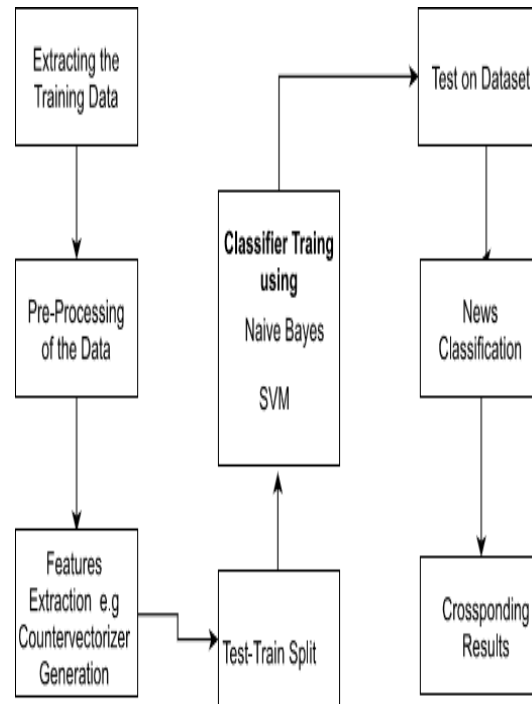 Extracting the
Training Data
Pre-Processing
of the Data
Features
Extraction e.g
Countervectorizer
Generation
Test-Train Split
Classifier Traing
using
Naive Bayes
SVM
Test on Dataset
News
Classification
Crossponding
Results